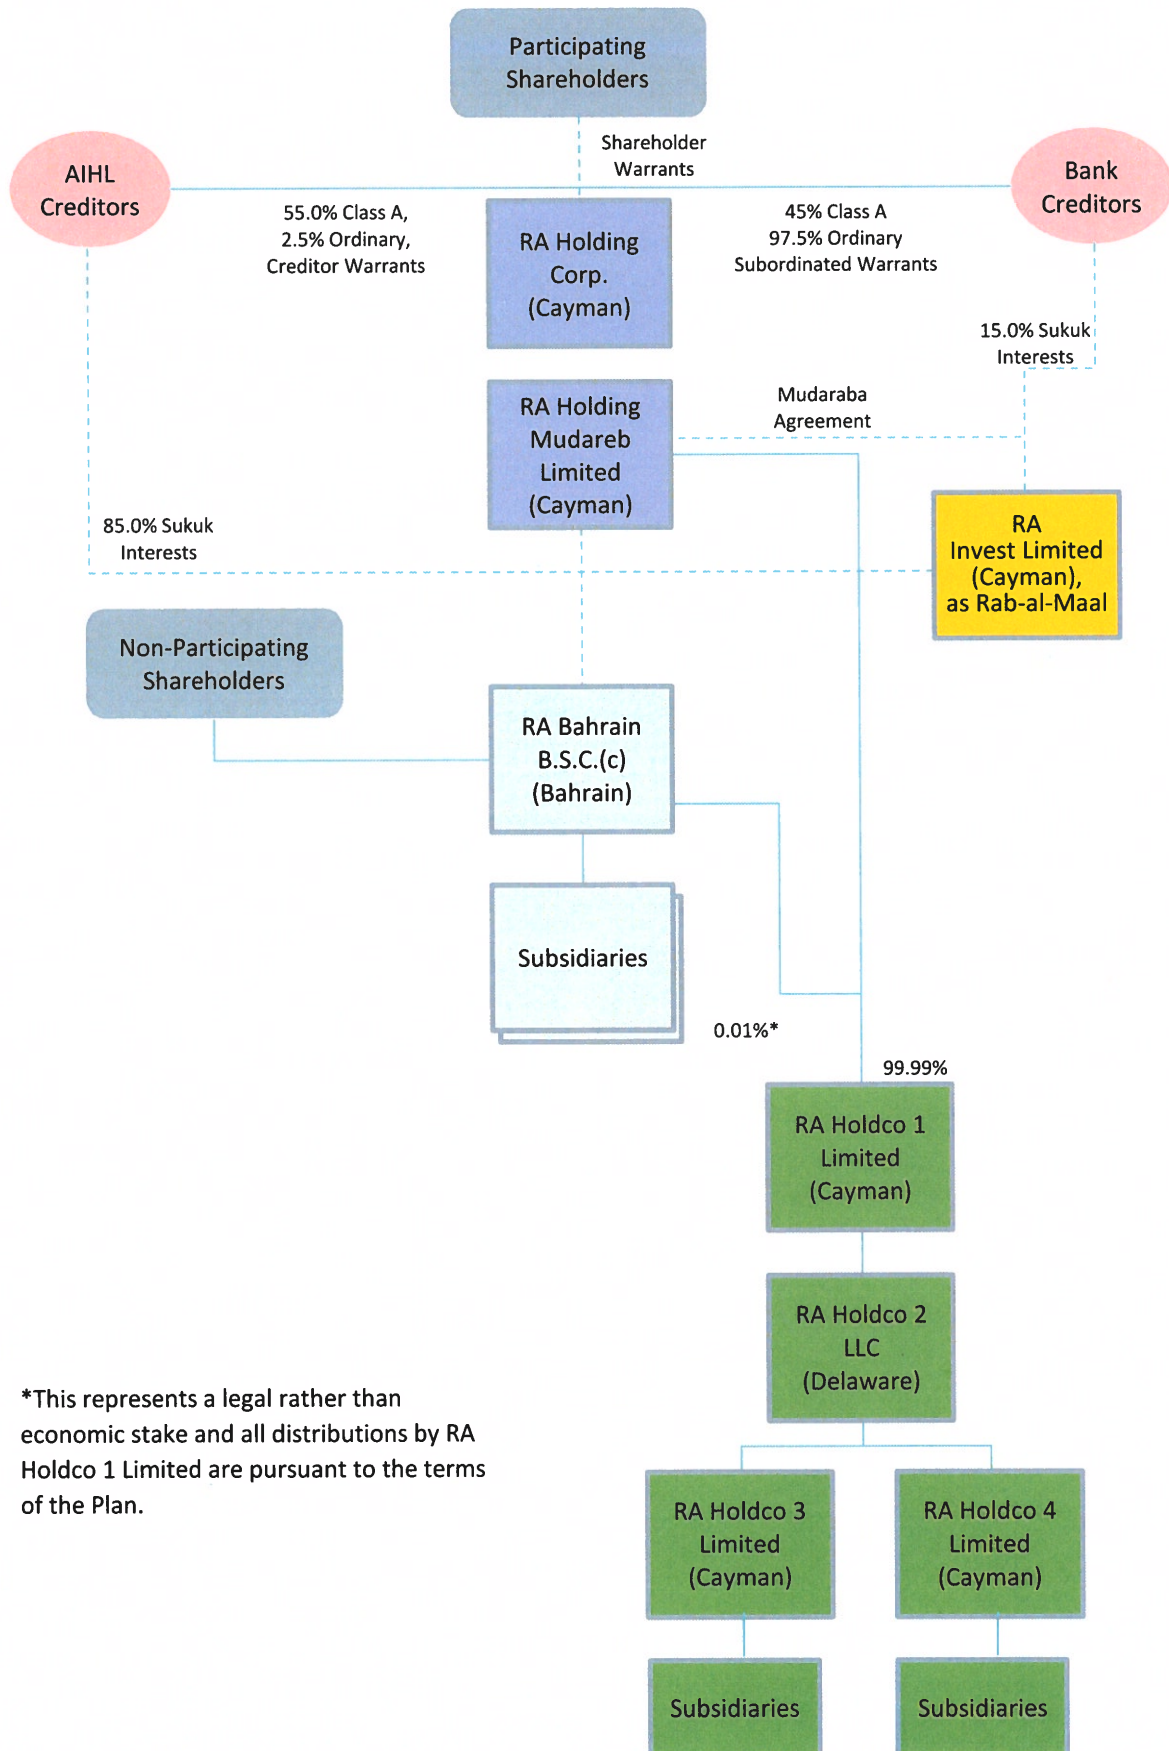 Participating
Shareholders
Shareholder
Warrants
AIHL
Creditors
Bank
Creditors
55.0% Class A,
2.5% Ordinary,
Creditor Warrants
RA Holding
Corp.
(Cayman)
45% Class A
97.5% Ordinary
Subordinated Warrants
15.0% Sukuk
Interests
RA Holding
Mudareb
Limited
(Cayman)
Mudaraba
Agreement
85.0% Sukuk
Interests
RA
Invest Limited
(Cayman),
as Rab-al-Maal
Non-Participating
Shareholders
RA Bahrain
B.S.C.(c)
(Bahrain)
Subsidiaries
0.01%*
99.99%
RA Holdco 1
Limited
(Cayman)
RA Holdco 2
LLC
(Delaware)
*This represents a legal rather than
economic stake and all distributions by RA
Holdco 1 Limited are pursuant to the terms
of the Plan.
RA Holdco 3
Limited
(Cayman)
RA Holdco 4
Limited
(Cayman)
Subsidiaries
Subsidiaries